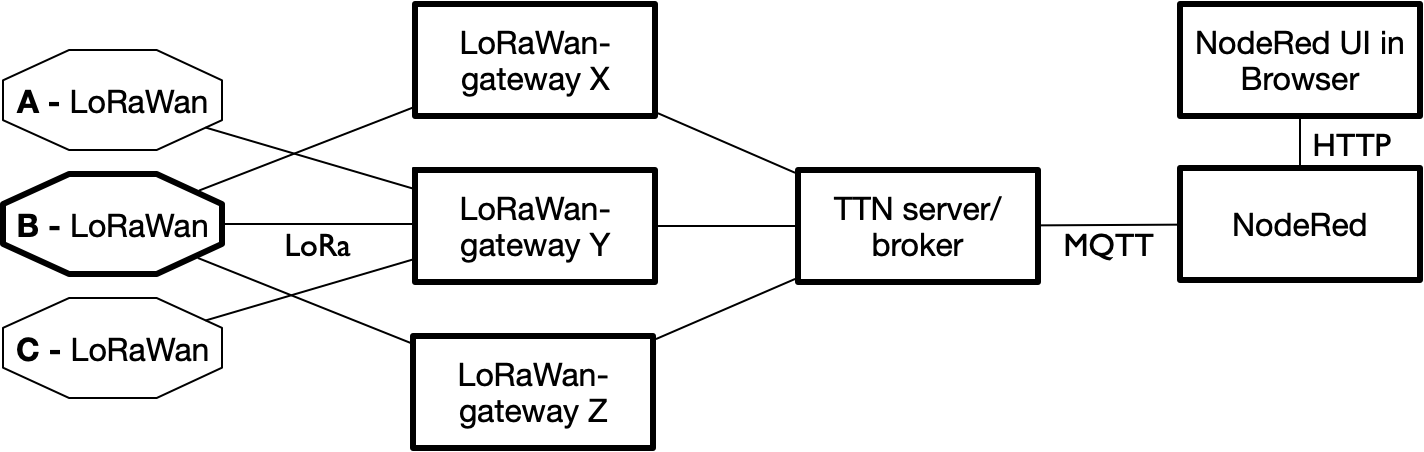 A - LoRaWan
B - LoRaWan
C - LoRaWan
LoRa
LoRaWan-
gateway X
LoRaWan-
gateway Y
LoRaWan-
gateway Z
TTN server/
broker
MQTT
NodeRed UI in
Browser
HTTP
NodeRed